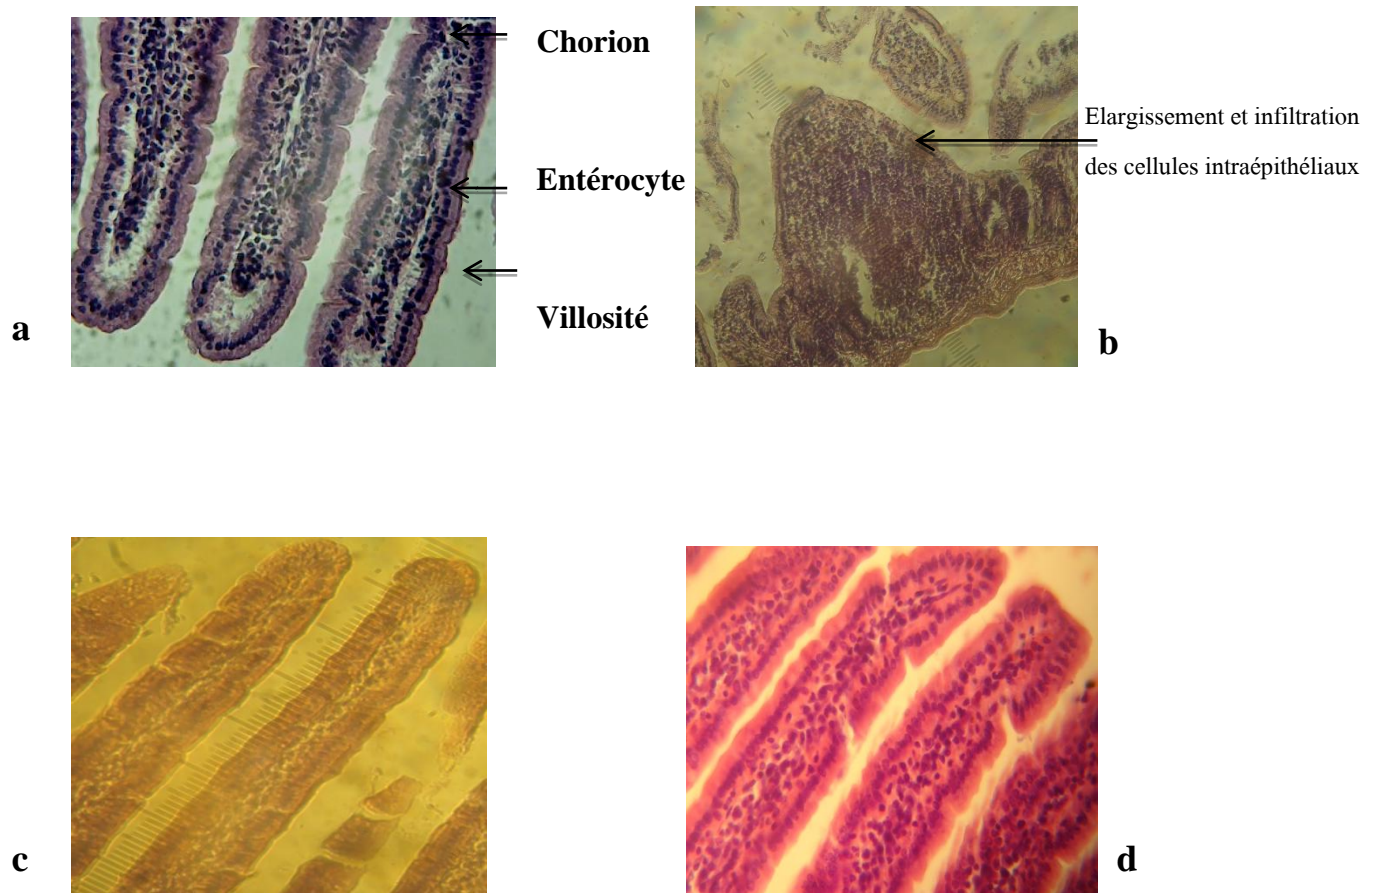 Chorion
Entérocyte
Villosité
a
Elargissement et infiltration
des cellules intraépithéliaux
b
c
d